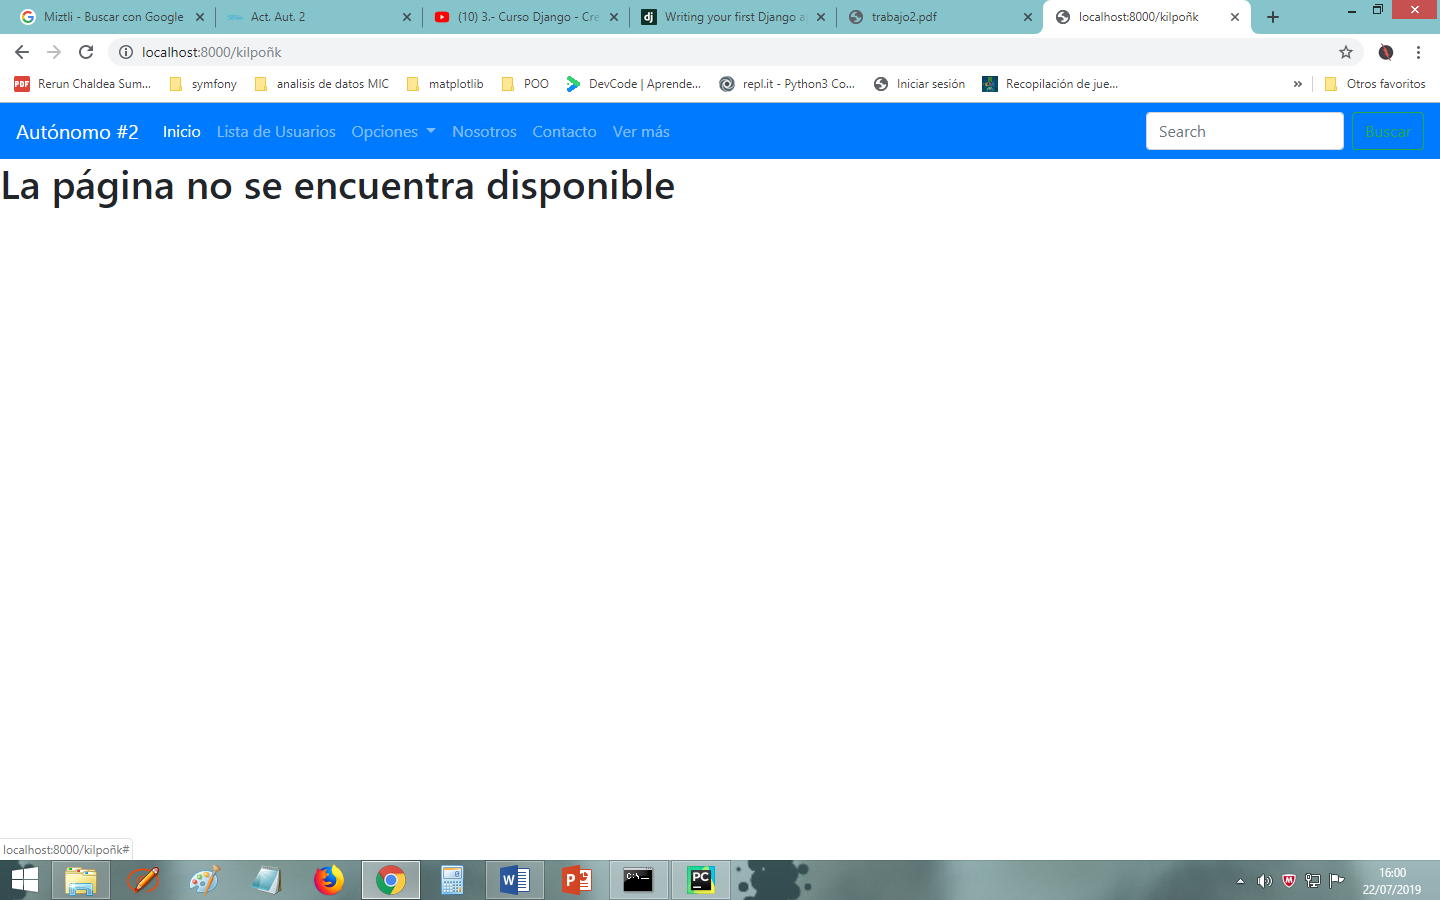 Miztli - Buscar con Google
Act. Aut. 2
(10) 3.- Curso Django - Cre
Writing your first Django a
trabajo2.pdf
localhost:8000/kilpoñk
localhost:8000/kilpoñk
Rerun Chaldea Sum...
symfony
analisis de datos MIC
matplotlib
POO
DevCode | Aprende...
repl.it - Python3 Co...
Iniciar sesión
Recopilación de jue...
»
Otros favoritos
Autónomo #2
Inicio
Lista de Usuarios
Opciones
Nosotros
Contacto
Ver más
Search
Buscar
La página no se encuentra disponible
localhost:8000/kilpoñk#
16:00
22/07/2019